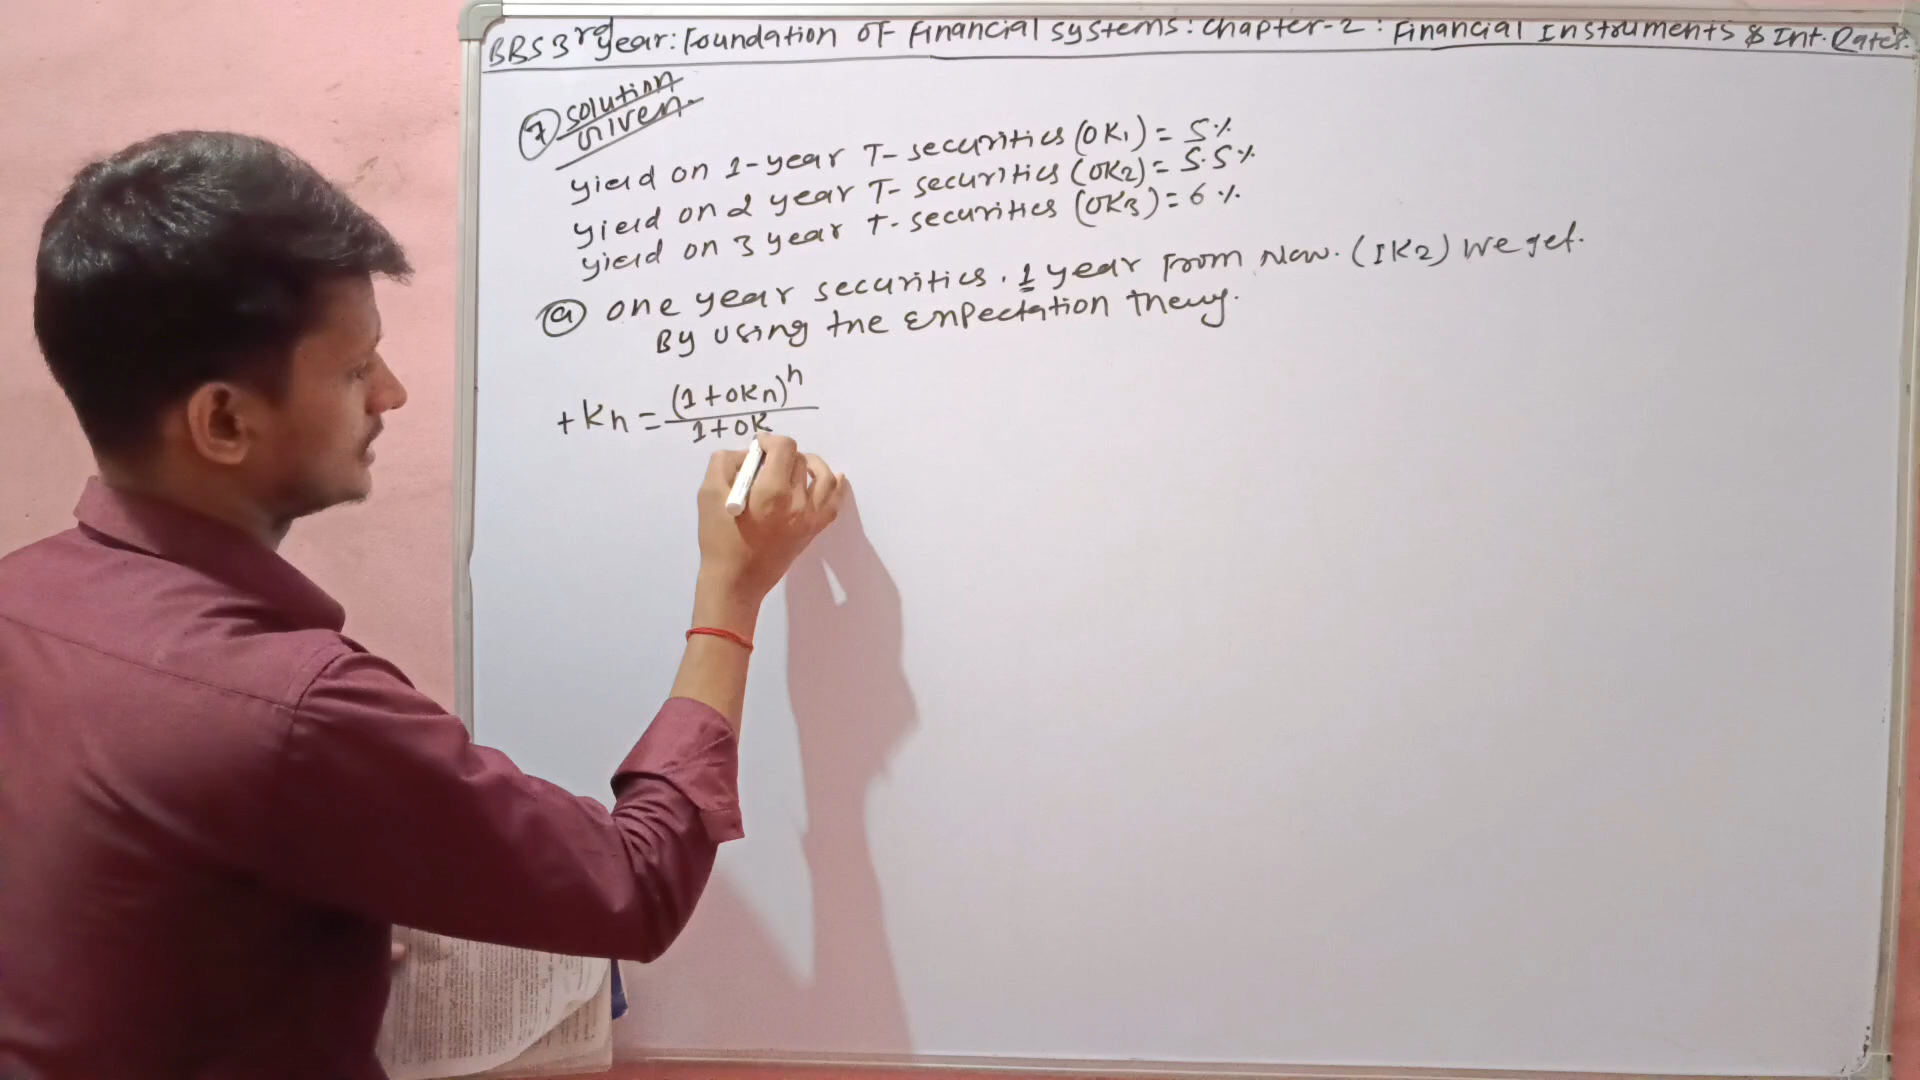 BBS 3rd year: Foundation of Financial systems: Chapter-2: Financial Instruments & Int. Rates.
7 solution
Given.
yield on 1-year T-securities (0K1) = 5%
yield on 2 year T-securities (0K2) = 5.5%
yield on 3 year T-securities (0K3) = 6%
a one year securities. 1 year from Now. (1K2) we get.
By using the Expectation theory.
tKn = (1+0Kn)^n
1+0K